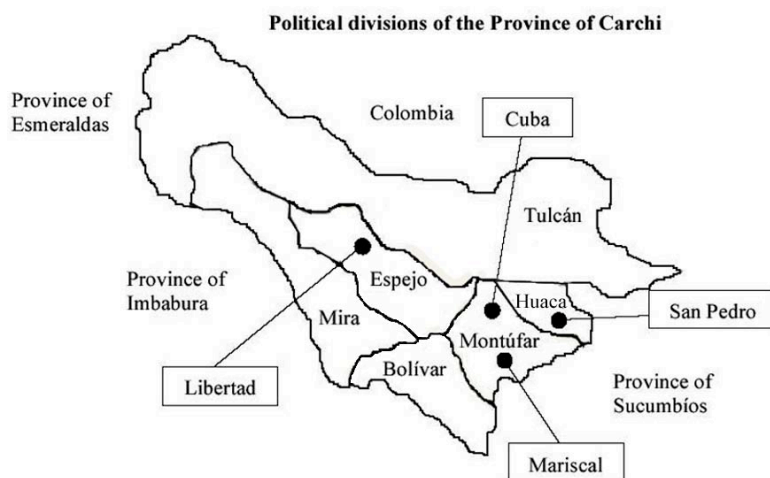 Political divisions of the Province of Carchi
Province of
Esmeraldas
Colombia
Cuba
Tulcán
Province of
Imbabura
Espejo
Huaca
San Pedro
Mira
Montúfar
Libertad
Bolívar
Province of
Sucumbíos
Mariscal